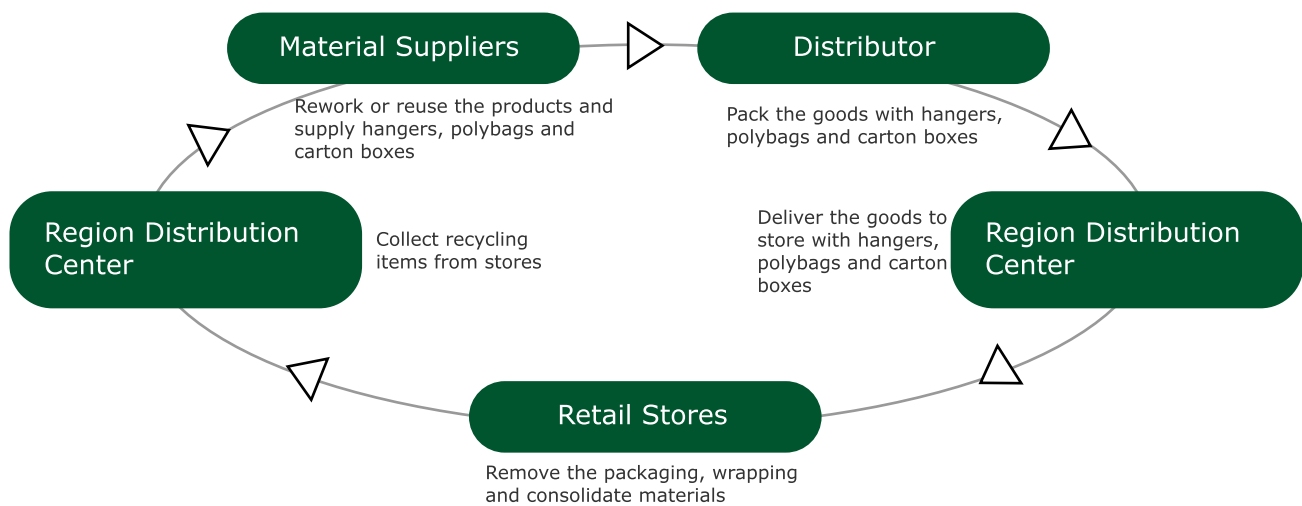 Material Suppliers
Rework or reuse the products and
supply hangers, polybags and
carton boxes
Distributor
Pack the goods with hangers,
polybags and carton boxes
Region Distribution
Center
Deliver the goods to
store with hangers,
polybags and carton
boxes
Retail Stores
Remove the packaging, wrapping
and consolidate materials
Region Distribution
Center
Collect recycling
items from stores